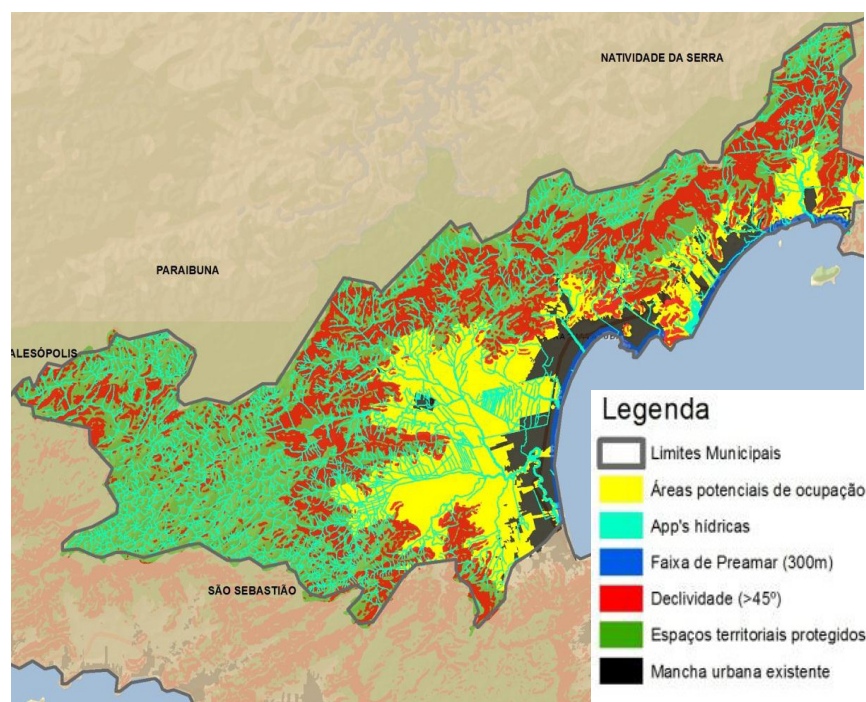 NATIVIDADE DA SERRA
PARAIBUNA
ALESÓPOLIS
SÃO SEBASTIÃO
Legenda
Limites Municipais
Áreas potenciais de ocupação
App's hídricas
Faixa de Preamar (300m)
Declividade (>45º)
Espaços territoriais protegidos
Mancha urbana existente